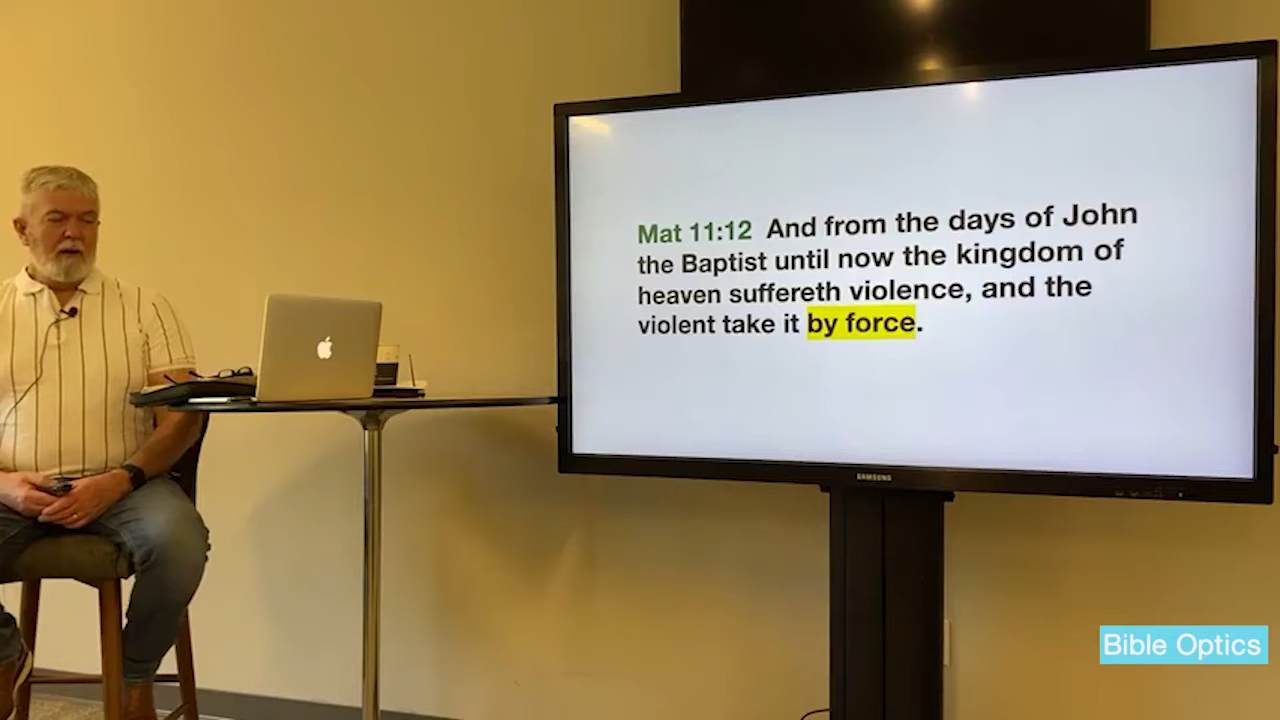 Mat 11:12 And from the days of John
the Baptist until now the kingdom of
heaven suffereth violence, and the
violent take it by force.
SAMSUNG
Bible Optics